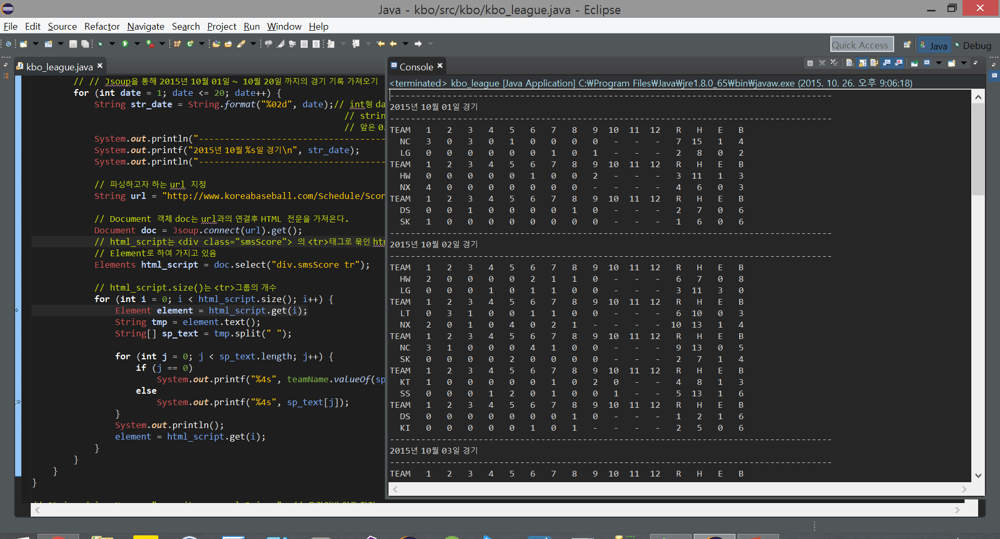 Java - kbo/src/kbo/kbo_league.java - Eclipse
File Edit Source Refactor Navigate Search Project Run Window Help
Quick Access
Java
Debug
kbo_league.java
// // Jsoup을 통해 2015년 10월 01일 ~ 10월 20일 까지의 경기 기록 가져오기
for (int date = 1; date <= 20; date++) {
String str_date = String.format("%02d", date);// int형 da
// strin
// 앞은 0
System.out.println("------------------------------------
System.out.printf("2015년 10월 %s일 경기\n", str_date);
System.out.println("------------------------------------
// 파싱하고자 하는 url 지정
String url = "http://www.koreabaseball.com/Schedule/Scor
// Document 객체 doc는 url과의 연결후 HTML 전문을 가져온다.
Document doc = Jsoup.connect(url).get();
// html_script는 <div class="smsScore"> 의 <tr>태그로 묶인 htm
// Element로 하여 가지고 있음
Elements html_script = doc.select("div.smsScore tr");
// html_script.size()는 <tr>그룹의 개수
for (int i = 0; i < html_script.size(); i++) {
Element element = html_script.get(i);
String tmp = element.text();
String[] sp_text = tmp.split(" ");
for (int j = 0; j < sp_text.length; j++) {
if (j == 0)
System.out.printf("%4s", teamName.valueOf(sp
else
System.out.printf("%4s", sp_text[j]);
}
System.out.println();
element = html_script.get(i);
}
}
}
}
Console
<terminated> kbo_league [Java Application] C:₩Program Files₩Java₩jre1.8.0_65₩bin₩javaw.exe (2015. 10. 26. 오후 9:06:18)
-------------------------------------------------------------------------------------
2015년 10월 01일 경기
-------------------------------------------------------------------------------------
TEAM 1 2 3 4 5 6 7 8 9 10 11 12 R H E B
NC 3 0 3 0 1 0 0 0 0 - - - 7 15 1 4
LG 0 0 0 0 0 0 1 0 1 - - - 2 8 0 2
TEAM 1 2 3 4 5 6 7 8 9 10 11 12 R H E B
HW 0 0 0 0 0 1 0 0 2 - - - 3 11 1 3
NX 4 0 0 0 0 0 0 0 - - - - 4 6 0 3
TEAM 1 2 3 4 5 6 7 8 9 10 11 12 R H E B
DS 0 0 1 0 0 0 0 1 0 - - - 2 7 0 6
SK 1 0 0 0 0 0 0 0 0 - - - 1 6 0 6
-------------------------------------------------------------------------------------
2015년 10월 02일 경기
-------------------------------------------------------------------------------------
TEAM 1 2 3 4 5 6 7 8 9 10 11 12 R H E B
HW 2 0 0 0 0 2 1 1 0 - - - 6 7 0 8
LG 0 0 0 1 0 1 1 0 0 - - - 3 11 3 0
TEAM 1 2 3 4 5 6 7 8 9 10 11 12 R H E B
LT 0 3 1 0 0 1 1 0 0 - - - 6 10 0 3
NX 2 0 1 0 4 0 2 1 - - - - 10 13 1 4
TEAM 1 2 3 4 5 6 7 8 9 10 11 12 R H E B
NC 3 1 0 0 0 4 1 0 0 - - - 9 13 0 5
SK 0 0 0 0 2 0 0 0 0 - - - 2 7 1 4
TEAM 1 2 3 4 5 6 7 8 9 10 11 12 R H E B
KT 1 0 0 0 0 0 1 0 2 0 - - 4 8 1 3
SS 0 0 0 1 2 0 1 0 0 1 - - 5 13 1 6
TEAM 1 2 3 4 5 6 7 8 9 10 11 12 R H E B
DS 0 0 0 0 0 0 0 1 0 - - - 1 2 1 6
KI 0 0 0 0 0 1 0 1 - - - - 2 5 0 6
-------------------------------------------------------------------------------------
2015년 10월 03일 경기
-------------------------------------------------------------------------------------
TEAM 1 2 3 4 5 6 7 8 9 10 11 12 R H E B